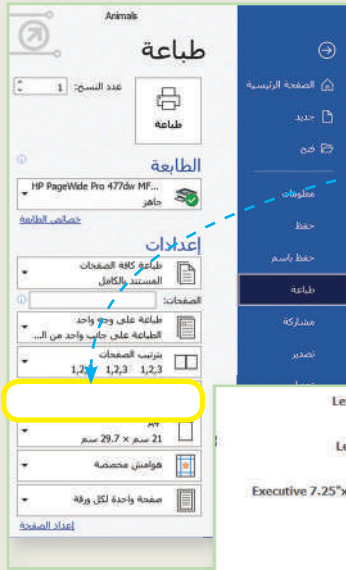 Animals
طباعة
عدد النسخ: 1
طباعة
الطابعة
HP PageWide Pro 477dw MF...
جاهز
خصائص الطابعة
إعدادات
طباعة كافة الصفحات
المستند بالكامل
الصفحات:
طباعة على وجه واحد
الطباعة على جانب واحد من ال...
بترتيب الصفحات
1,2,3 1,2,3 1,2,3
A4
21 سم × 29,7 سم
هوامش مخصصة
صفحة واحدة لكل ورقة
إعداد الصفحة
الصفحة الرئيسية
جديد
فتح
معلومات
حفظ
حفظ باسم
طباعة
مشاركة
تصدير
Le
Le
Executive 7.25"x